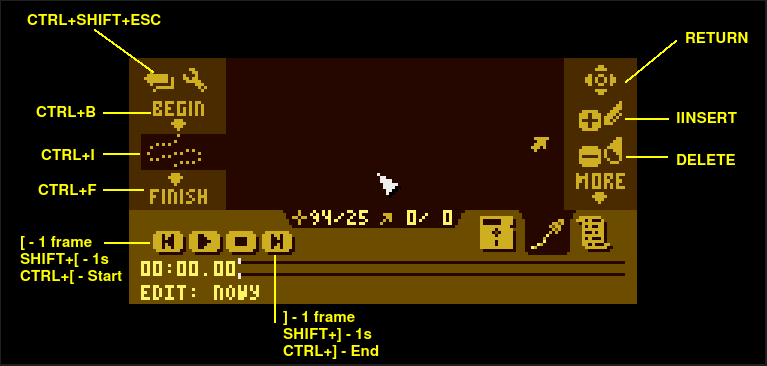 CTRL+SHIFT+ESC
RETURN
CTRL+B
BEGIN
IINSERT
CTRL+I
DELETE
CTRL+F
FINISH
MORE
94/25 0/ 0
[ - 1 frame
SHIFT+[ - 1s
CTRL+[ - Start
00:00.00
EDIT: nowy
] - 1 frame
SHIFT+] - 1s
CTRL+] - End